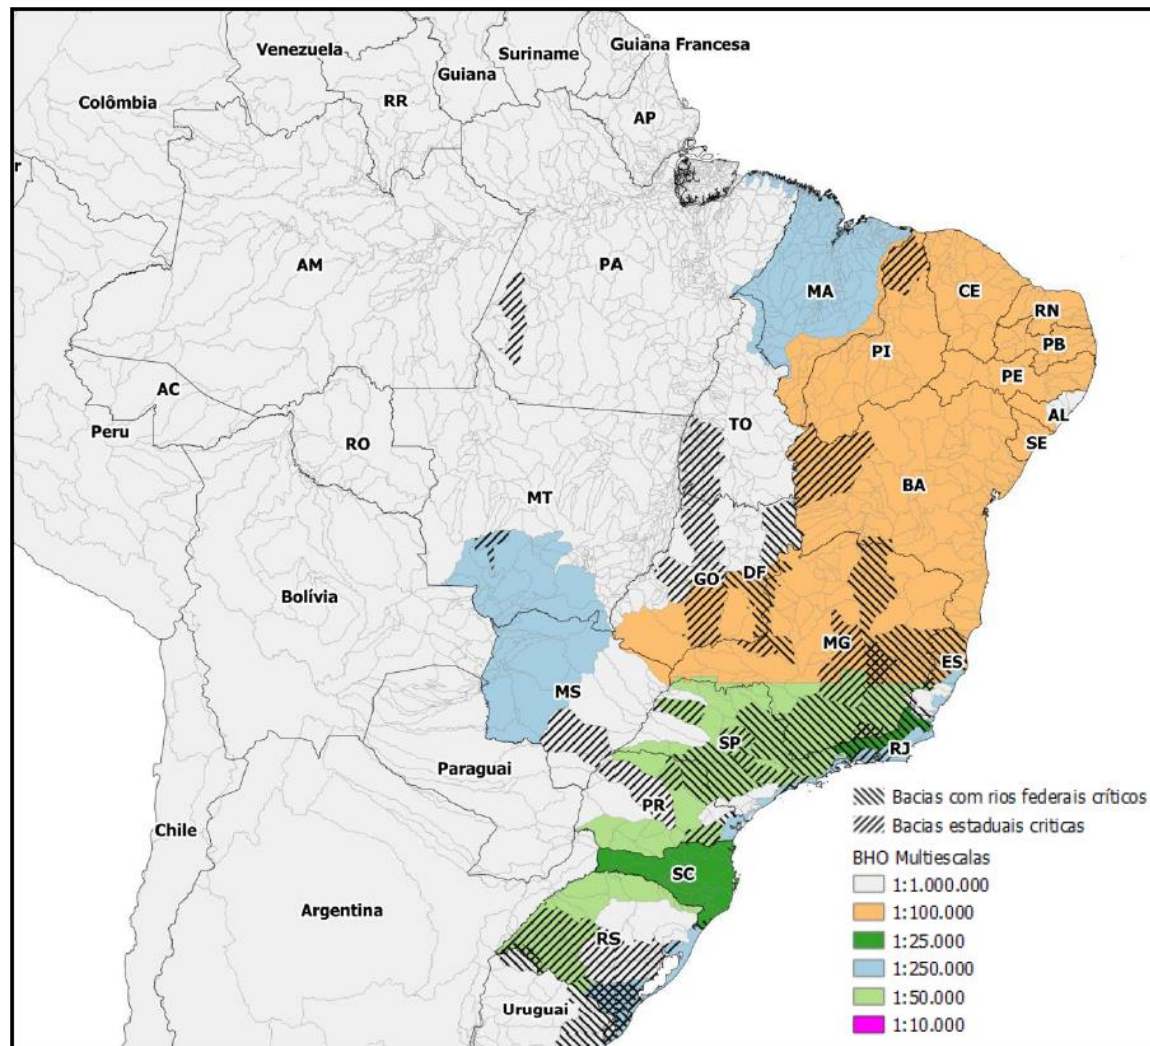 Venezuela
Suriname
Guiana Francesa
Guiana
Colômbia
RR
AP
r
AM
PA
MA
CE
RN
PI
PB
PE
AC
TO
AL
Peru
RO
SE
MT
BA
GO
DF
Bolívia
MG
ES
MS
SP
RJ
Paraguai
PR
Chile
SC
Argentina
RS
Uruguai
Bacias com rios federais críticos
Bacias estaduais criticas
BHO Multiescalas
1:1.000.000
1:100.000
1:25.000
1:250.000
1:50.000
1:10.000